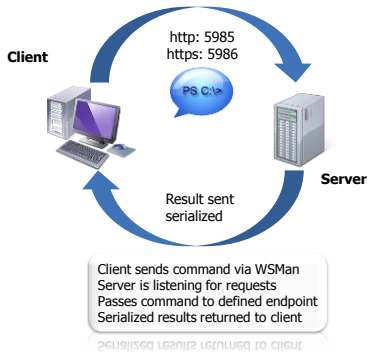 http: 5985
https: 5986
Client
PS C:\>
Server
Result sent
serialized
Client sends command via WSMan
Server is listening for requests
Passes command to defined endpoint
Serialized results returned to client